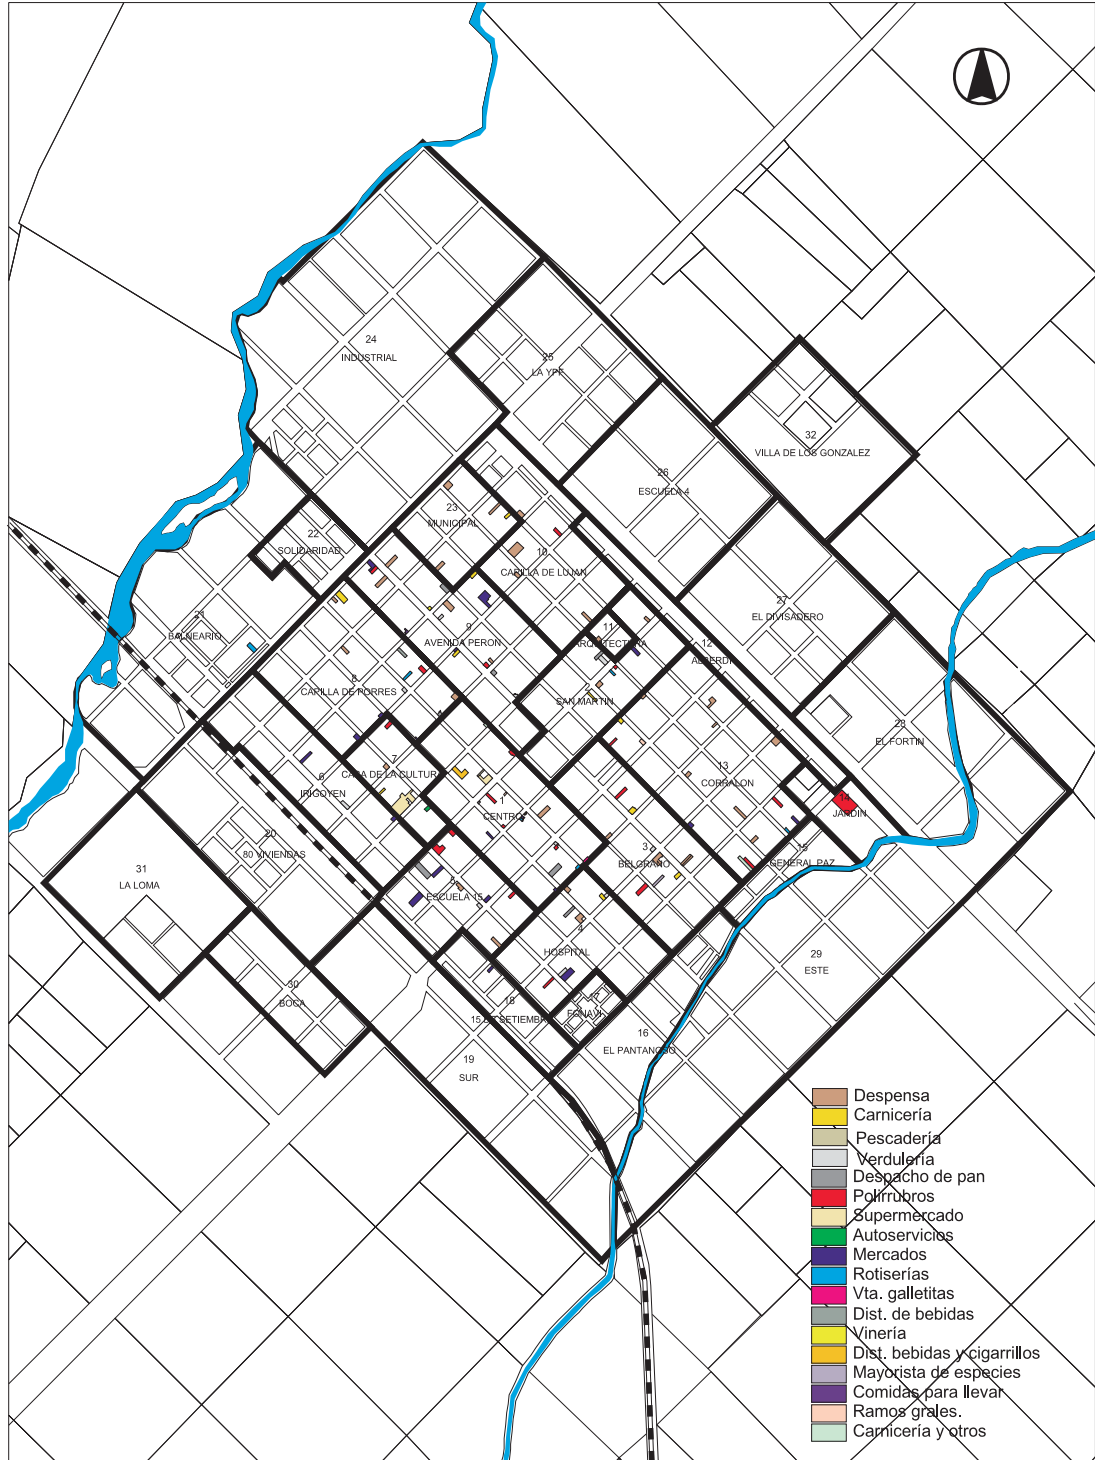 24
INDUSTRIAL
25
LA YPF
32
VILLA DE LOS GONZALEZ
26
ESCUELA 4
23
MUNICIPAL
22
SOLIDARIDAD
10
CAPILLA DE LUJAN
27
EL DIVISADERO
21
BALNEARIO
9
AVENIDA PERON
11
ARQUITECTURA
12
ALBERDI
8
CAPILLA DE PORRES
2
SAN MARTIN
28
EL FORTIN
7
CASA DE LA CULTURA
13
CORRALON
6
IRIGOYEN
1
CENTRO
14
JARDIN
20
80 VIVIENDAS
3
BELGRANO
15
GENERAL PAZ
31
LA LOMA
5
ESCUELA 15
4
HOSPITAL
29
ESTE
30
BOCA
18
15 DE SETIEMBRE
17
FONAVI
16
EL PANTANOSO
19
SUR
Despensa
Carnicería
Pescadería
Verdulería
Despacho de pan
Polirrubros
Supermercado
Autoservicios
Mercados
Rotiserías
Vta. galletitas
Dist. de bebidas
Vinería
Dist. bebidas y cigarrillos
Mayorista de especies
Comidas para llevar
Ramos grales.
Carnicería y otros